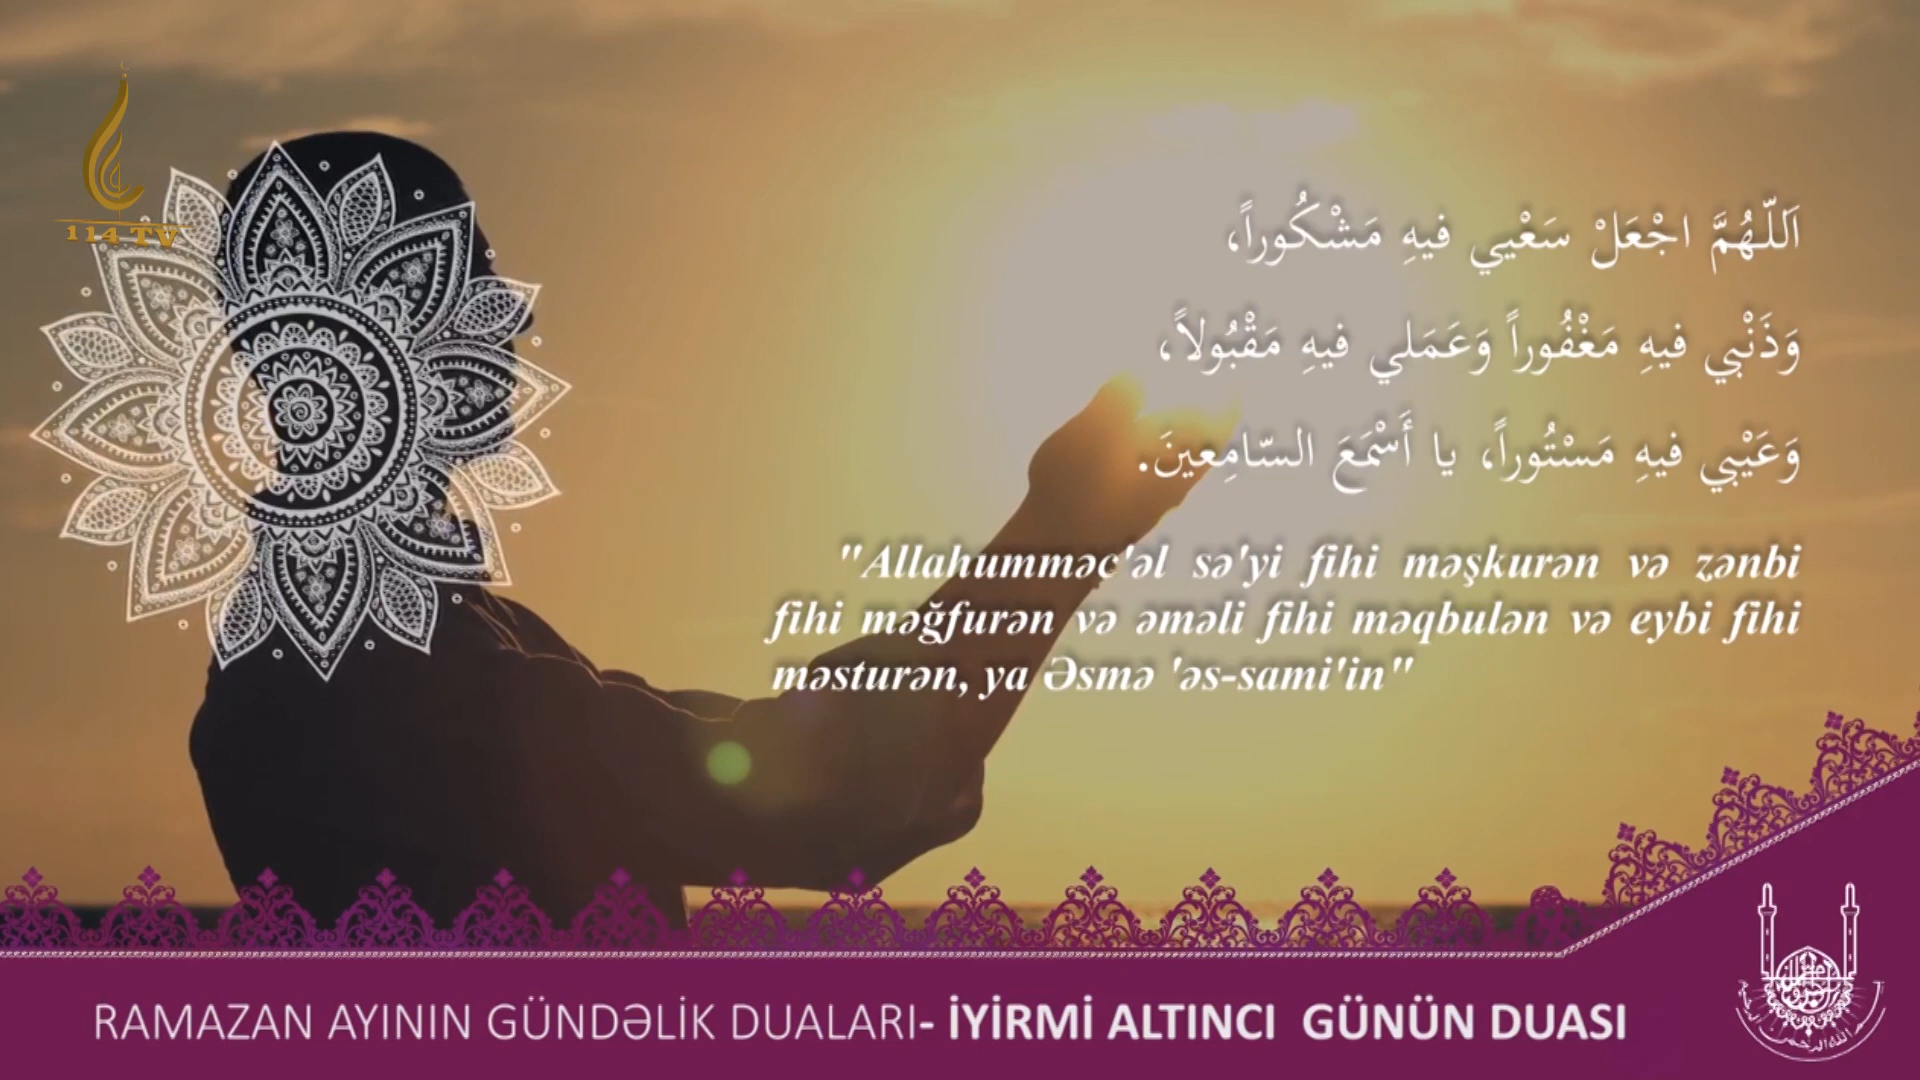 114 TV
اَللّهُمَّ اجْعَلْ سَعْيي فيهِ مَشْكُوراً،
وَذَنْبي فيهِ مَغْفُوراً وَعَمَلي فيهِ مَقْبُولاً،
وَعَيْبي فيهِ مَسْتُوراً، يا أَسْمَعَ السّامِعينَ.
"Allahumməc'əl sə'yi fihi məşkurən və zənbi
fihi məğfurən və əməli fihi məqbulən və eybi fihi
məsturən, ya Əsmə 'əs-sami'in"
RAMAZAN AYININ GÜNDƏLİK DUALARI- İYİRMİ ALTINCI GÜNÜN DUASI